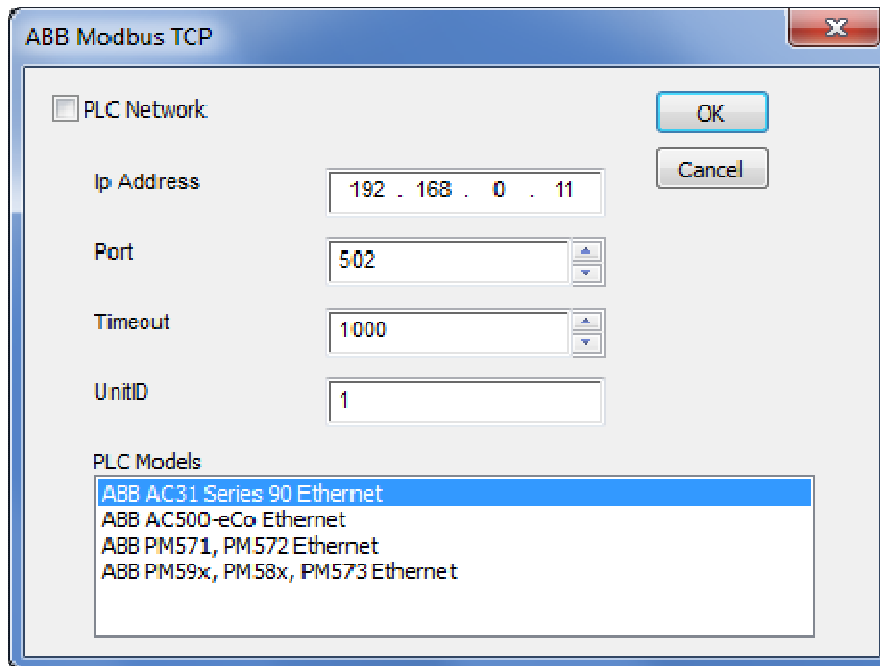 ABB Modbus TCP
PLC Network
OK
Cancel
Ip Address
192 . 168 . 0 . 11
Port
502
Timeout
1000
UnitID
1
PLC Models
ABB AC31 Series 90 Ethernet
ABB AC500-eCo Ethernet
ABB PM571, PM572 Ethernet
ABB PM59x, PM58x, PM573 Ethernet